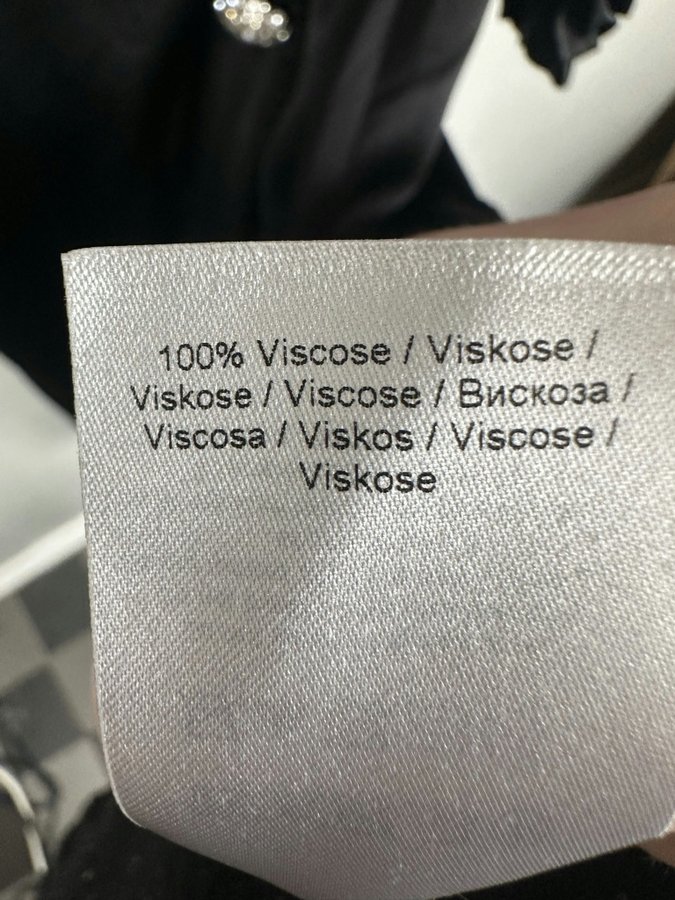 100% Viscose / Viskose /
Viskose / Viscose / Вискоза /
Viscosa / Viskos / Viscose /
Viskose